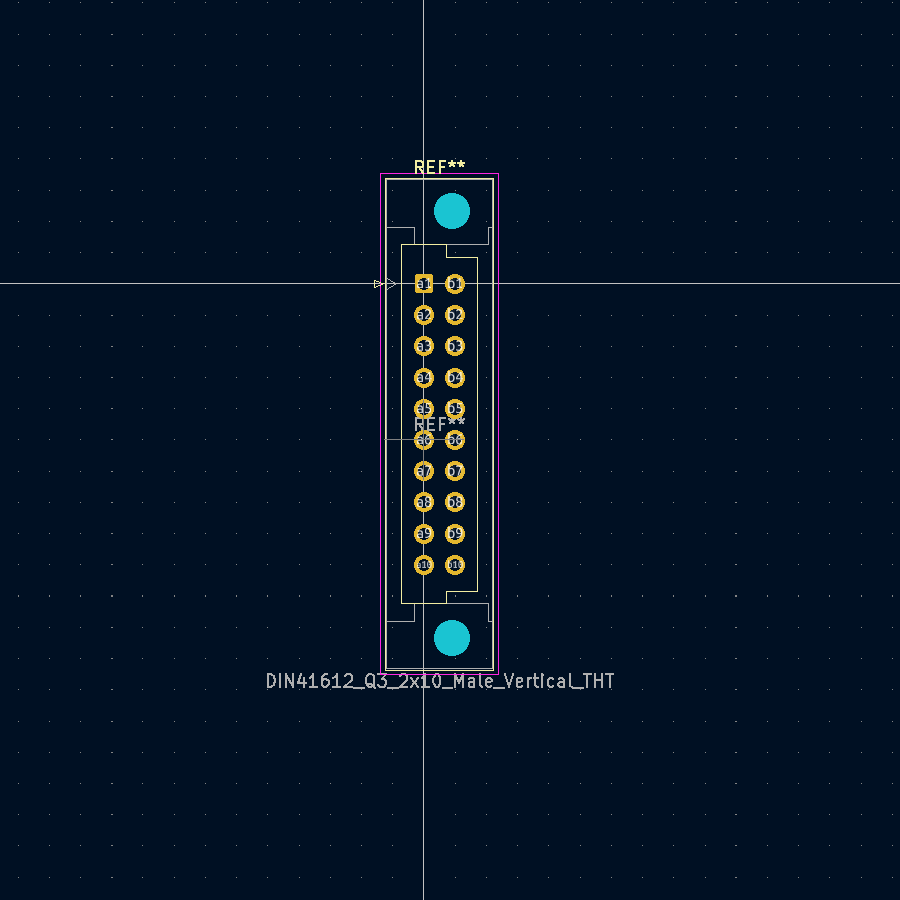 REF**
a1 b1
a2 b2
a3 b3
a4 b4
a5 b5
REF**
a6 b6
a7 b7
a8 b8
a9 b9
a10 b10
DIN41612_Q3_2x10_Male_Vertical_THT